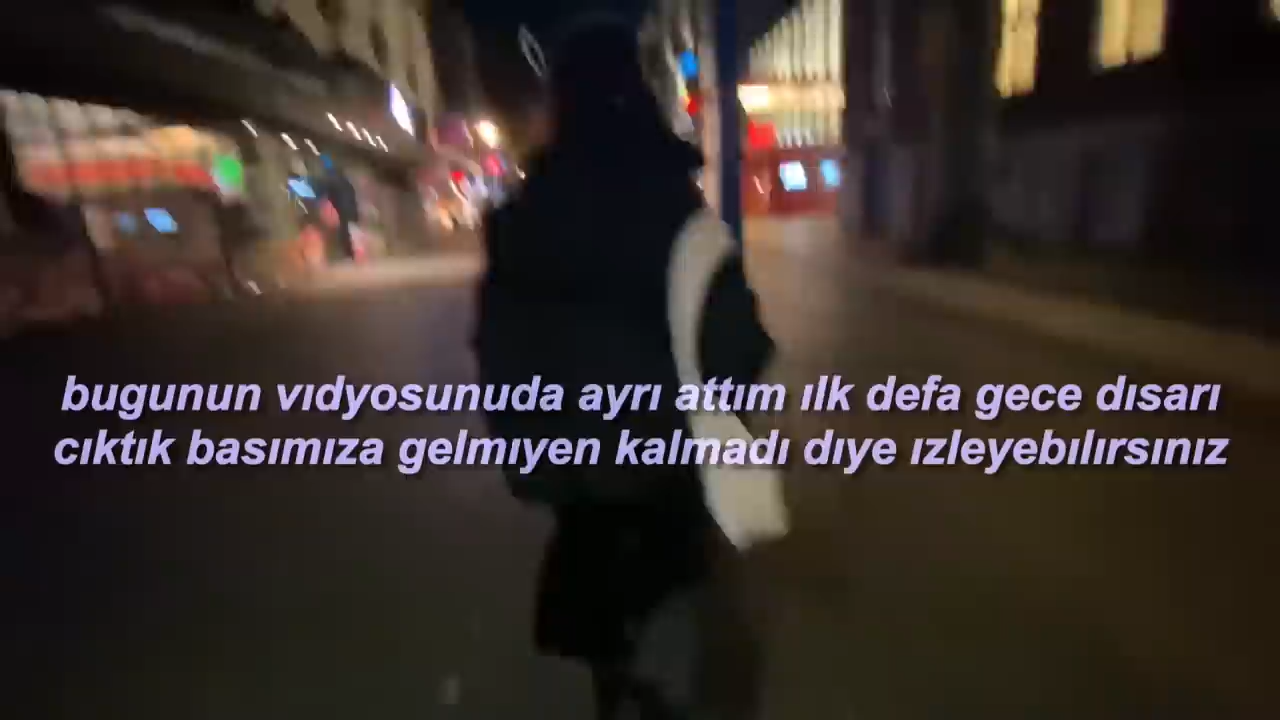 bugunun vıdyosunuda ayrı attım ılk defa gece dısarı
cıktık basımıza gelmıyen kalmadı dıye ızleyebılırsınız